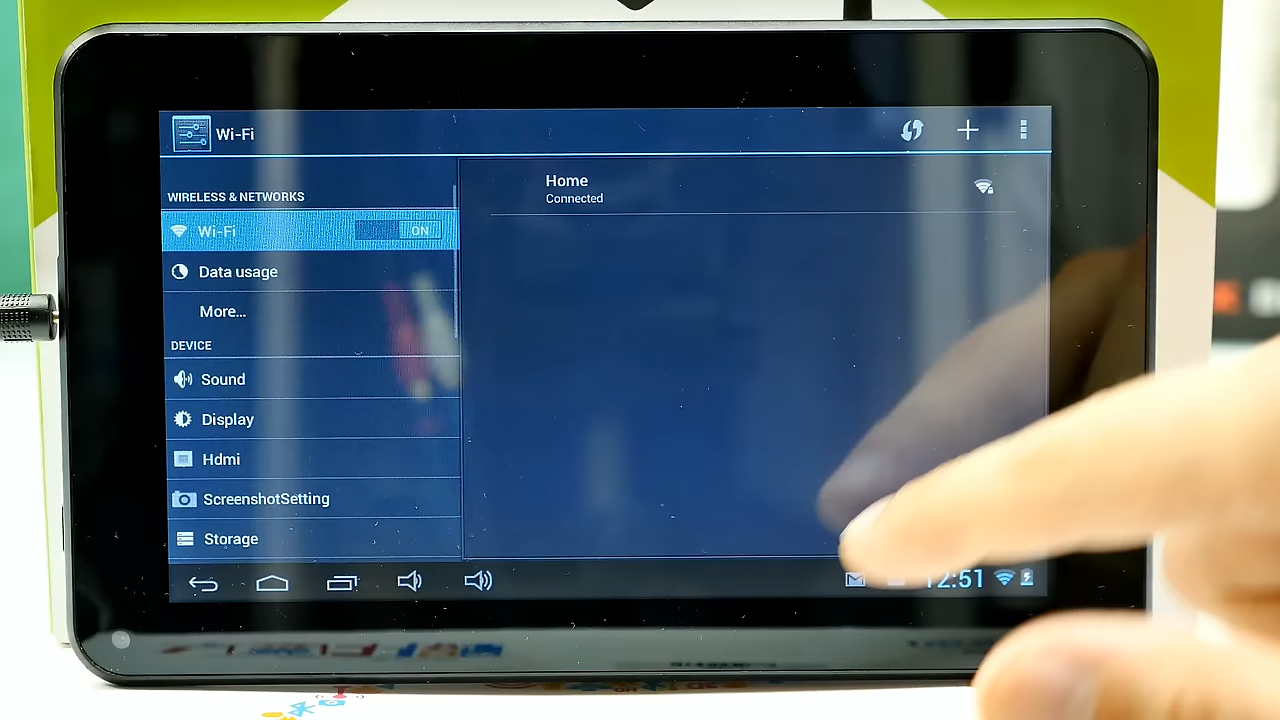 Wi-Fi
WIRELESS & NETWORKS
Wi-Fi
ON
Data usage
More...
DEVICE
Sound
Display
Hdmi
ScreenshotSetting
Storage
Home
Connected
12:51